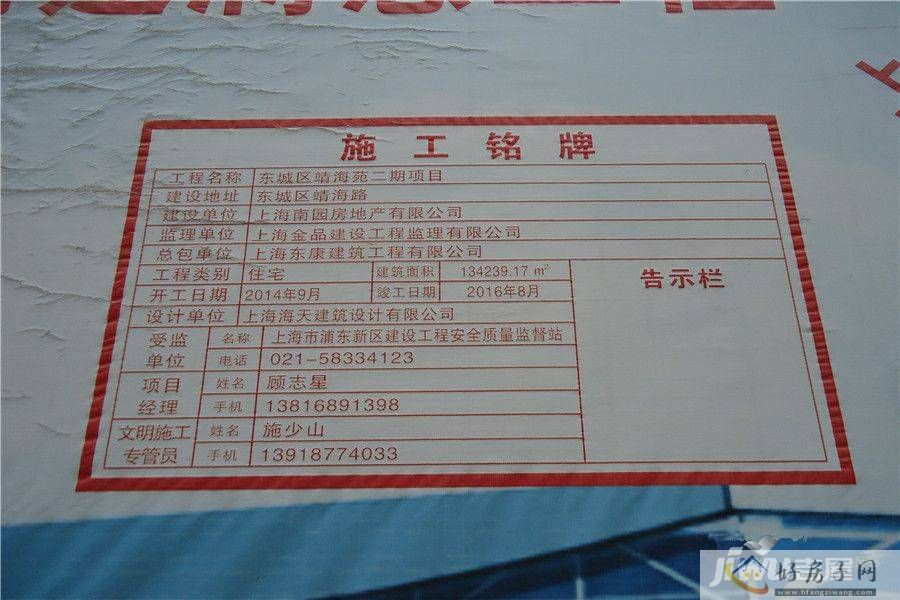 施工铭牌
工程名称 东城区靖海苑二期项目
建设地址 东城区靖海路
建设单位 上海南园房地产有限公司
监理单位 上海金品建设工程监理有限公司
总包单位 上海东康建筑工程有限公司
工程类别 住宅 建筑面积 134239.17 m²
开工日期 2014年9月 竣工日期 2016年8月
设计单位 上海海天建筑设计有限公司
受监单位 名称 上海市浦东新区建设工程安全质量监督站
电话 021-58334123
项目经理 姓名 顾志星
手机 13816891398
文明施工专管员 姓名 施少山
手机 13918774033
告示栏
好房子网
www.hfangziwang.com